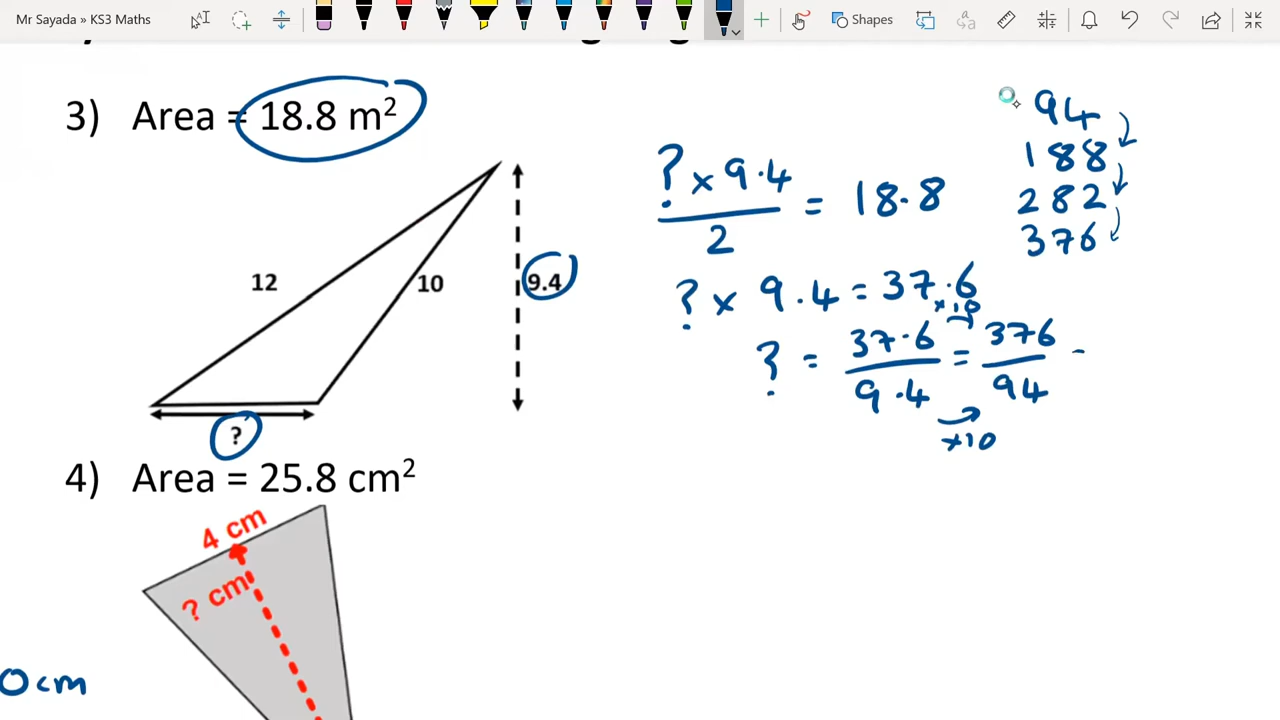 Mr Sayada » KS3 Maths
Shapes
3) Area = 18.8 m²
12
10
9.4
?
? × 9.4 / 2 = 18.8
? × 9.4 = 37.6
? = 37.6 / 9.4 = 376 / 94 =
×10
×10
94
188
282
376
4) Area = 25.8 cm²
4 cm
? cm
0cm